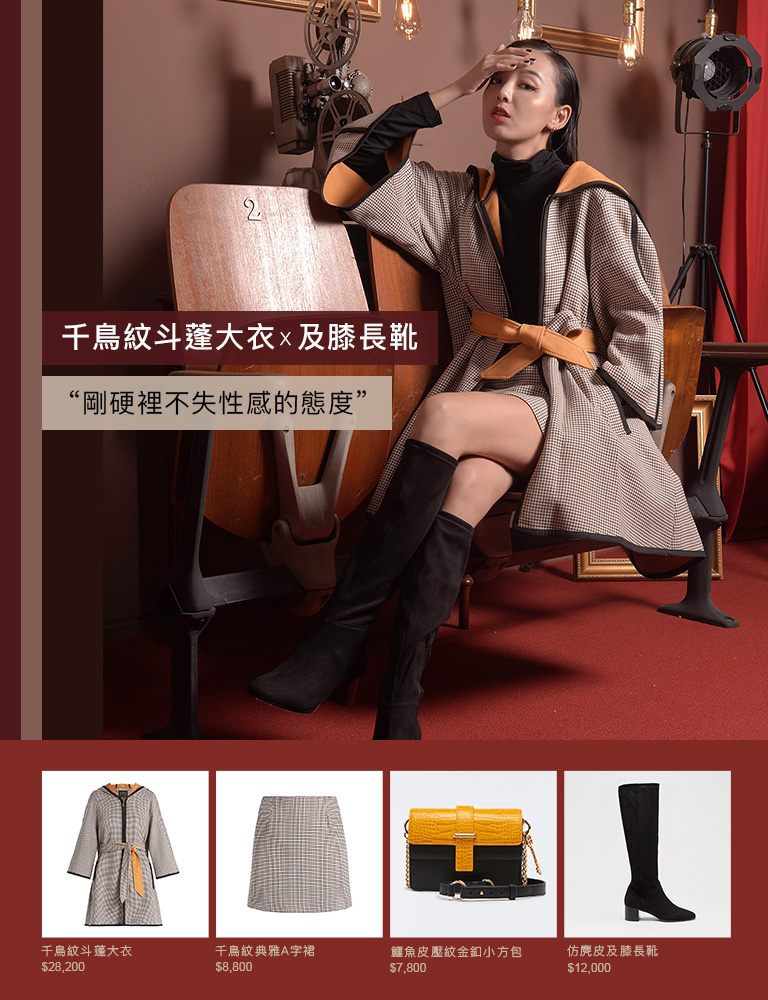 2
千鳥紋斗蓬大衣 x 及膝長靴
“剛硬裡不失性感的態度”
千鳥紋斗蓬大衣
$28,200
千鳥紋典雅A字裙
$8,800
鱷魚皮壓紋金釦小方包
$7,800
仿麂皮及膝長靴
$12,000